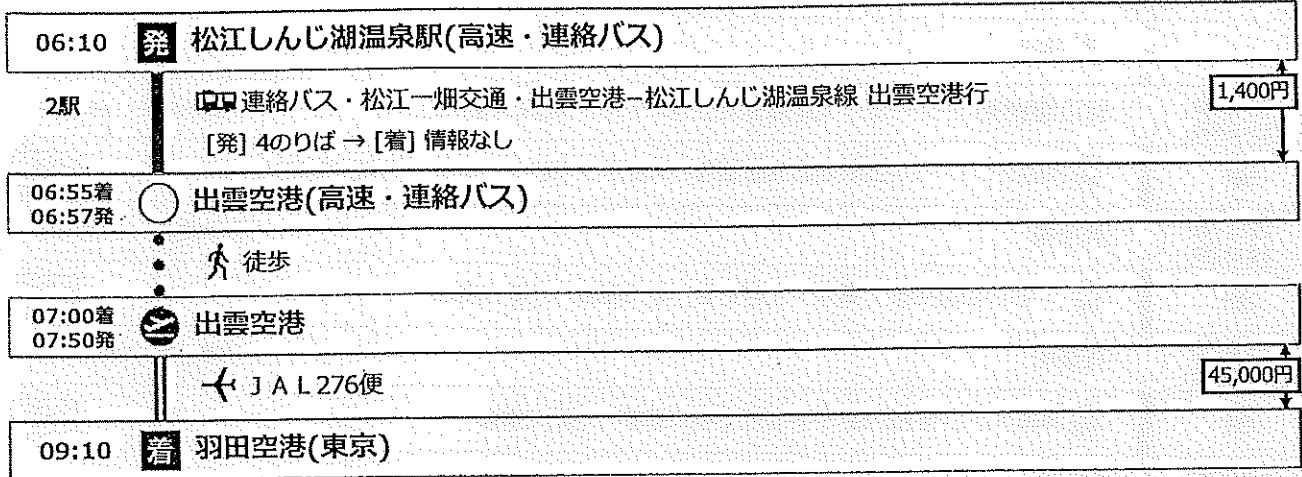 06:10 発 松江しんじ湖温泉駅(高速・連絡バス)
2駅 連絡バス・松江一畑交通・出雲空港−松江しんじ湖温泉線 出雲空港行 1,400円
[発] 4のりば → [着] 情報なし
06:55着
06:57発
出雲空港(高速・連絡バス)
徒歩
07:00着
07:50発
出雲空港
ＪＡＬ276便 45,000円
09:10 着 羽田空港(東京)